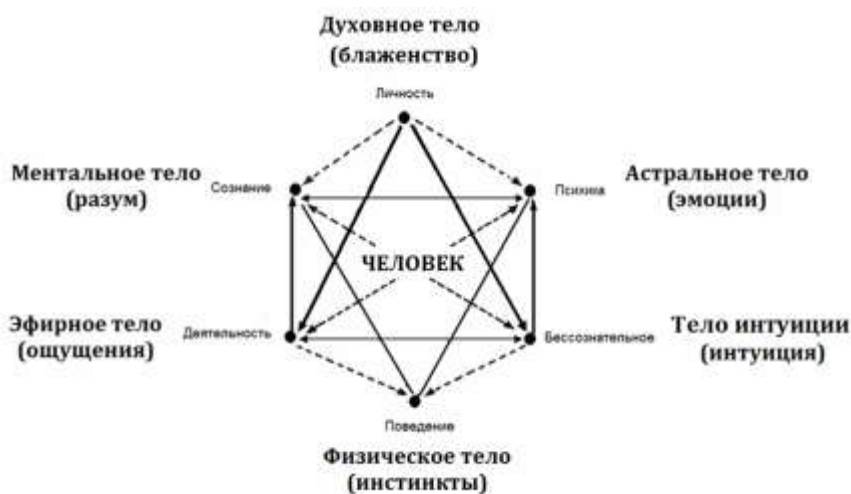 Духовное тело
(блаженство)
Личность
Ментальное тело
(разум)
Сознание
Психика
Астральное тело
(эмоции)
ЧЕЛОВЕК
Эфирное тело
(ощущения)
Деятельность
Бессознательное
Тело интуиции
(интуиция)
Поведение
Физическое тело
(инстинкты)